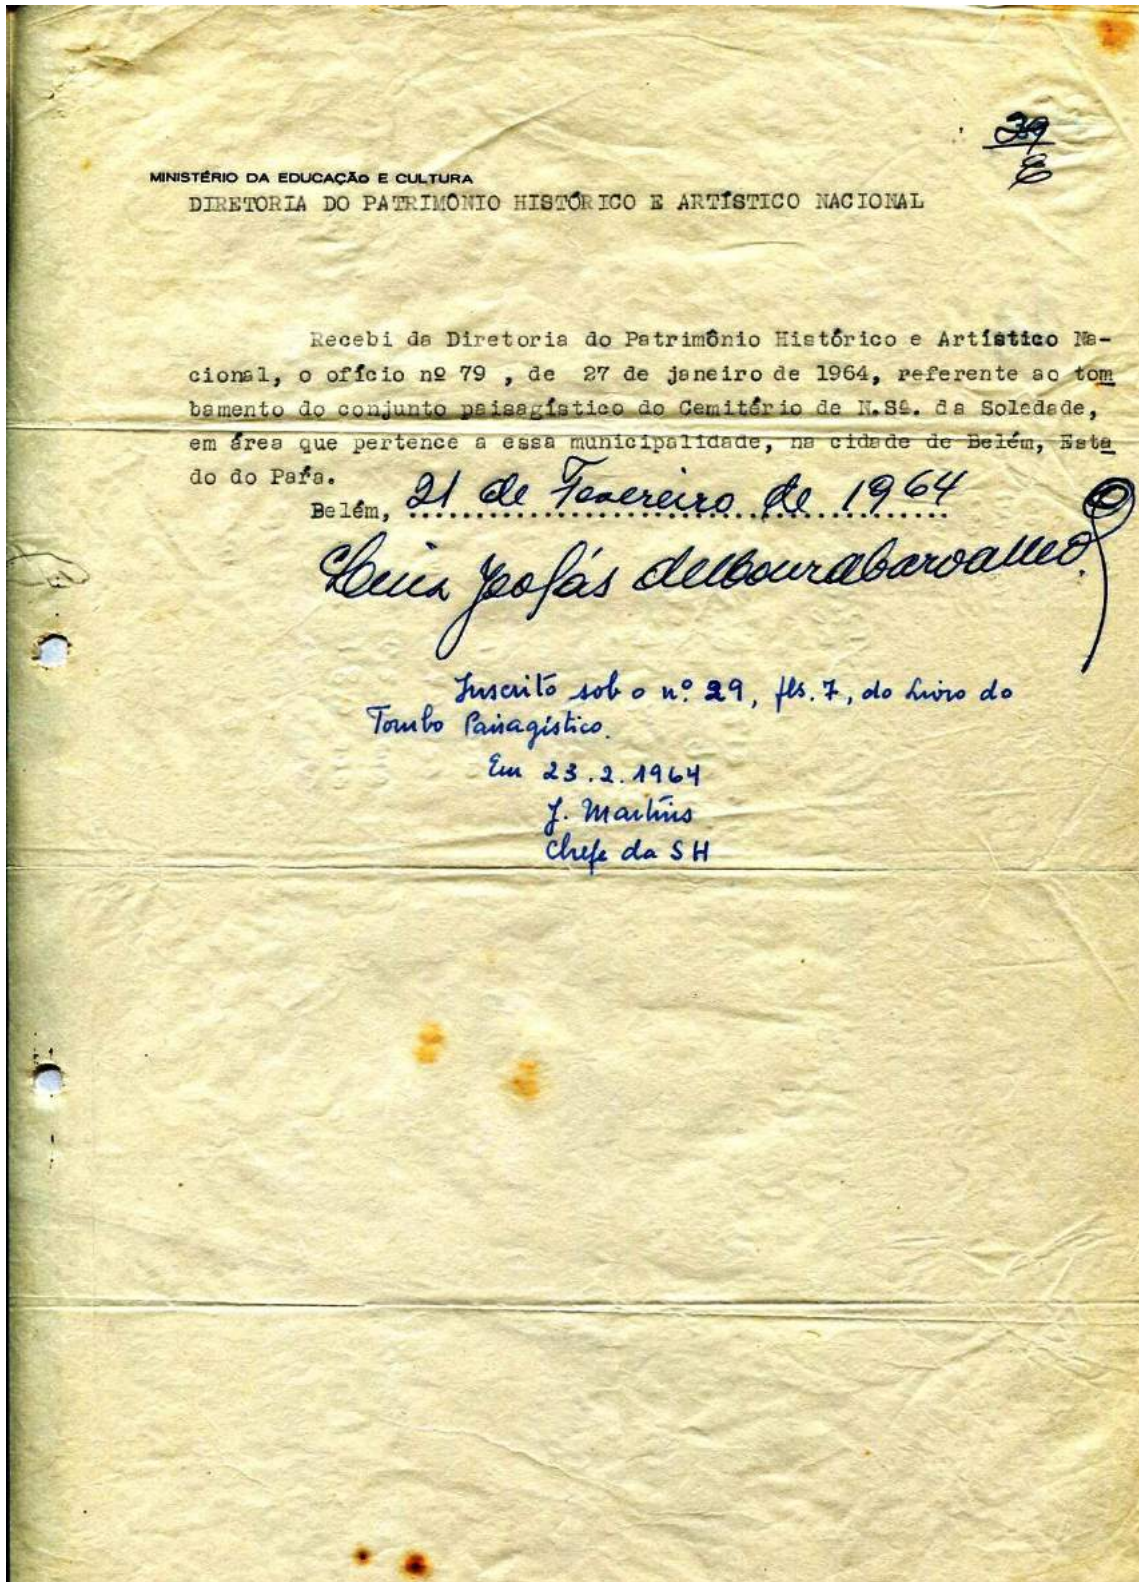 39
MINISTÉRIO DA EDUCAÇÃO E CULTURA
DIRETORIA DO PATRIMÔNIO HISTÓRICO E ARTÍSTICO NACIONAL
Recebi da Diretoria do Patrimônio Histórico e Artístico Na-
cional, o ofício nº 79 , de 27 de janeiro de 1964, referente ao tom
bamento do conjunto paisagístico do Cemitério de N.Sª. da Soledade,
em área que pertence a essa municipalidade, na cidade de Belém, Esta
do do Pará.
Belém, 21 de Fevereiro de 1964
Inscrito sob o nº 29, fls. 7, do Livro do
Tombo Paisagístico.
Em 23.2.1964
J. Martins
Chefe da SH